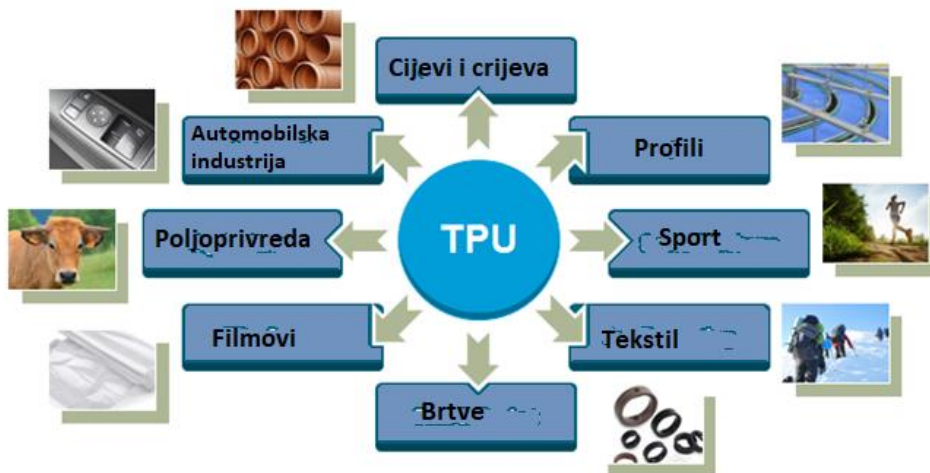 Cijevi i crijeva
Automobilska
industrija
Profili
Poljoprivreda
TPU
Sport
Filmovi
Tekstil
Brtve